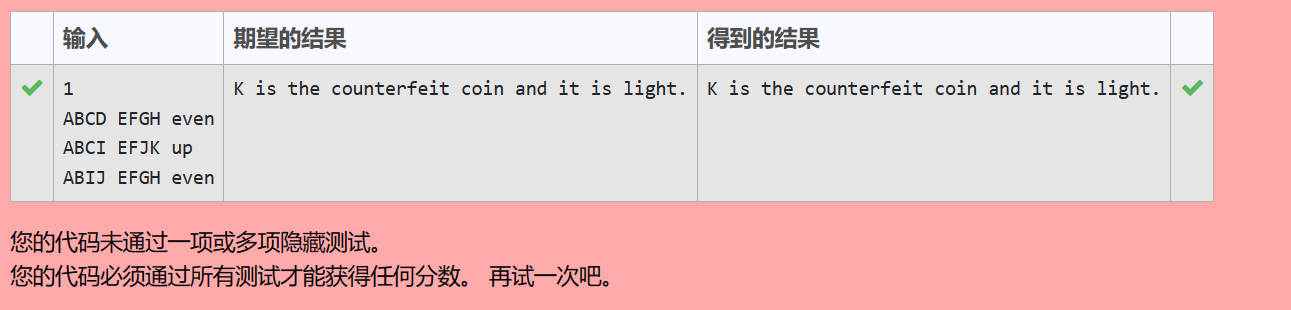 输入 期望的结果 得到的结果
1 K is the counterfeit coin and it is light. K is the counterfeit coin and it is light.
ABCD EFGH even
ABCI EFJK up
ABIJ EFGH even
您的代码未通过一项或多项隐藏测试。
您的代码必须通过所有测试才能获得任何分数。 再试一次吧。